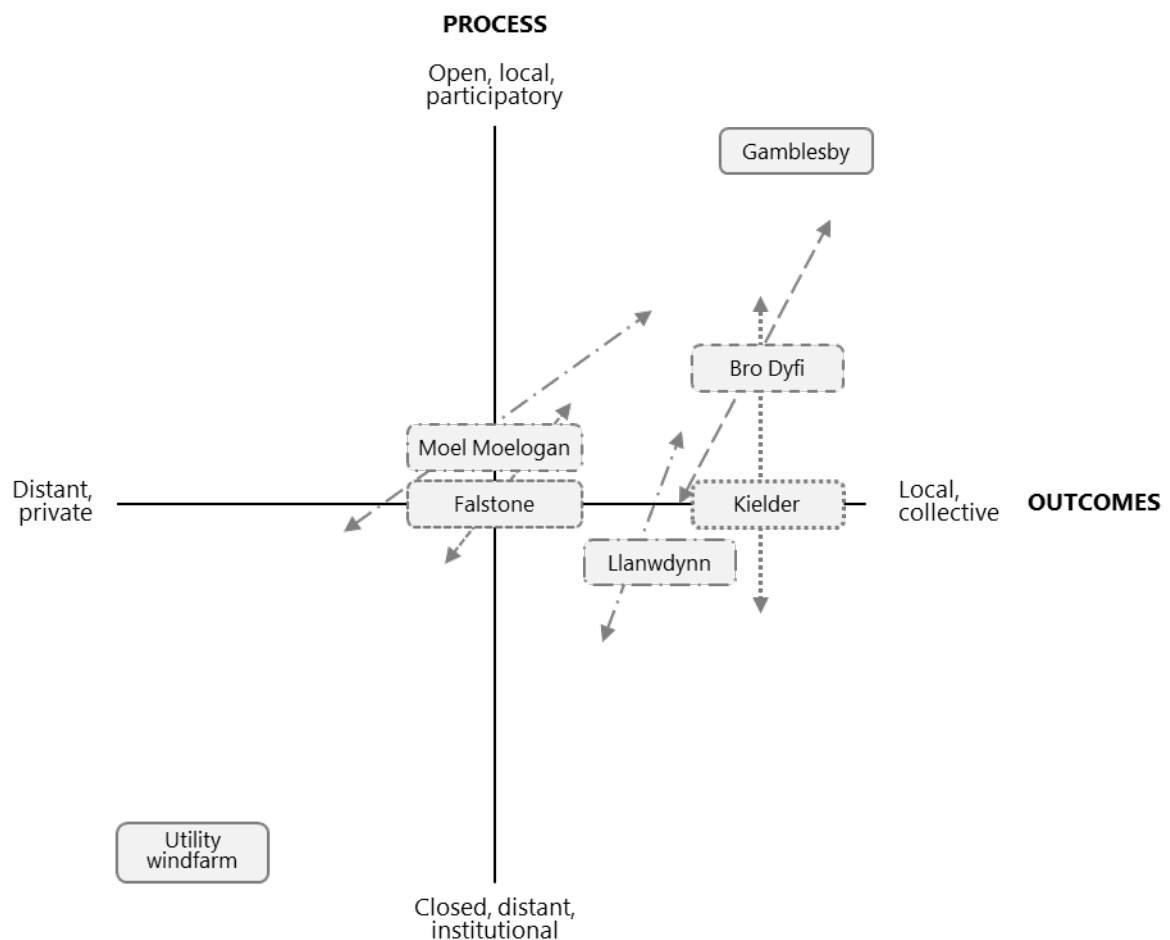 PROCESS
Open, local,
participatory
Gamblesby
Bro Dyfi
Moel Moelogan
Distant,
private
Falstone
Kielder
Local,
collective
OUTCOMES
Llanwdynn
Utility
windfarm
Closed, distant,
institutional